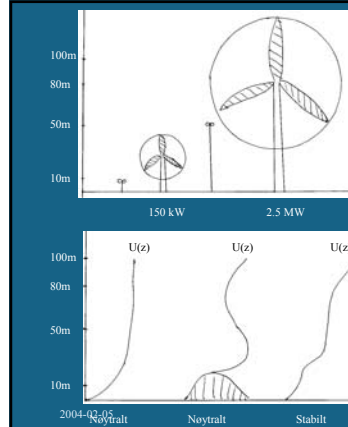 100m
80m
50m
10m
150 kW 2.5 MW
U(z) U(z) U(z)
100m
80m
50m
10m
2004-02-05
Nøytralt Nøytralt Stabilt